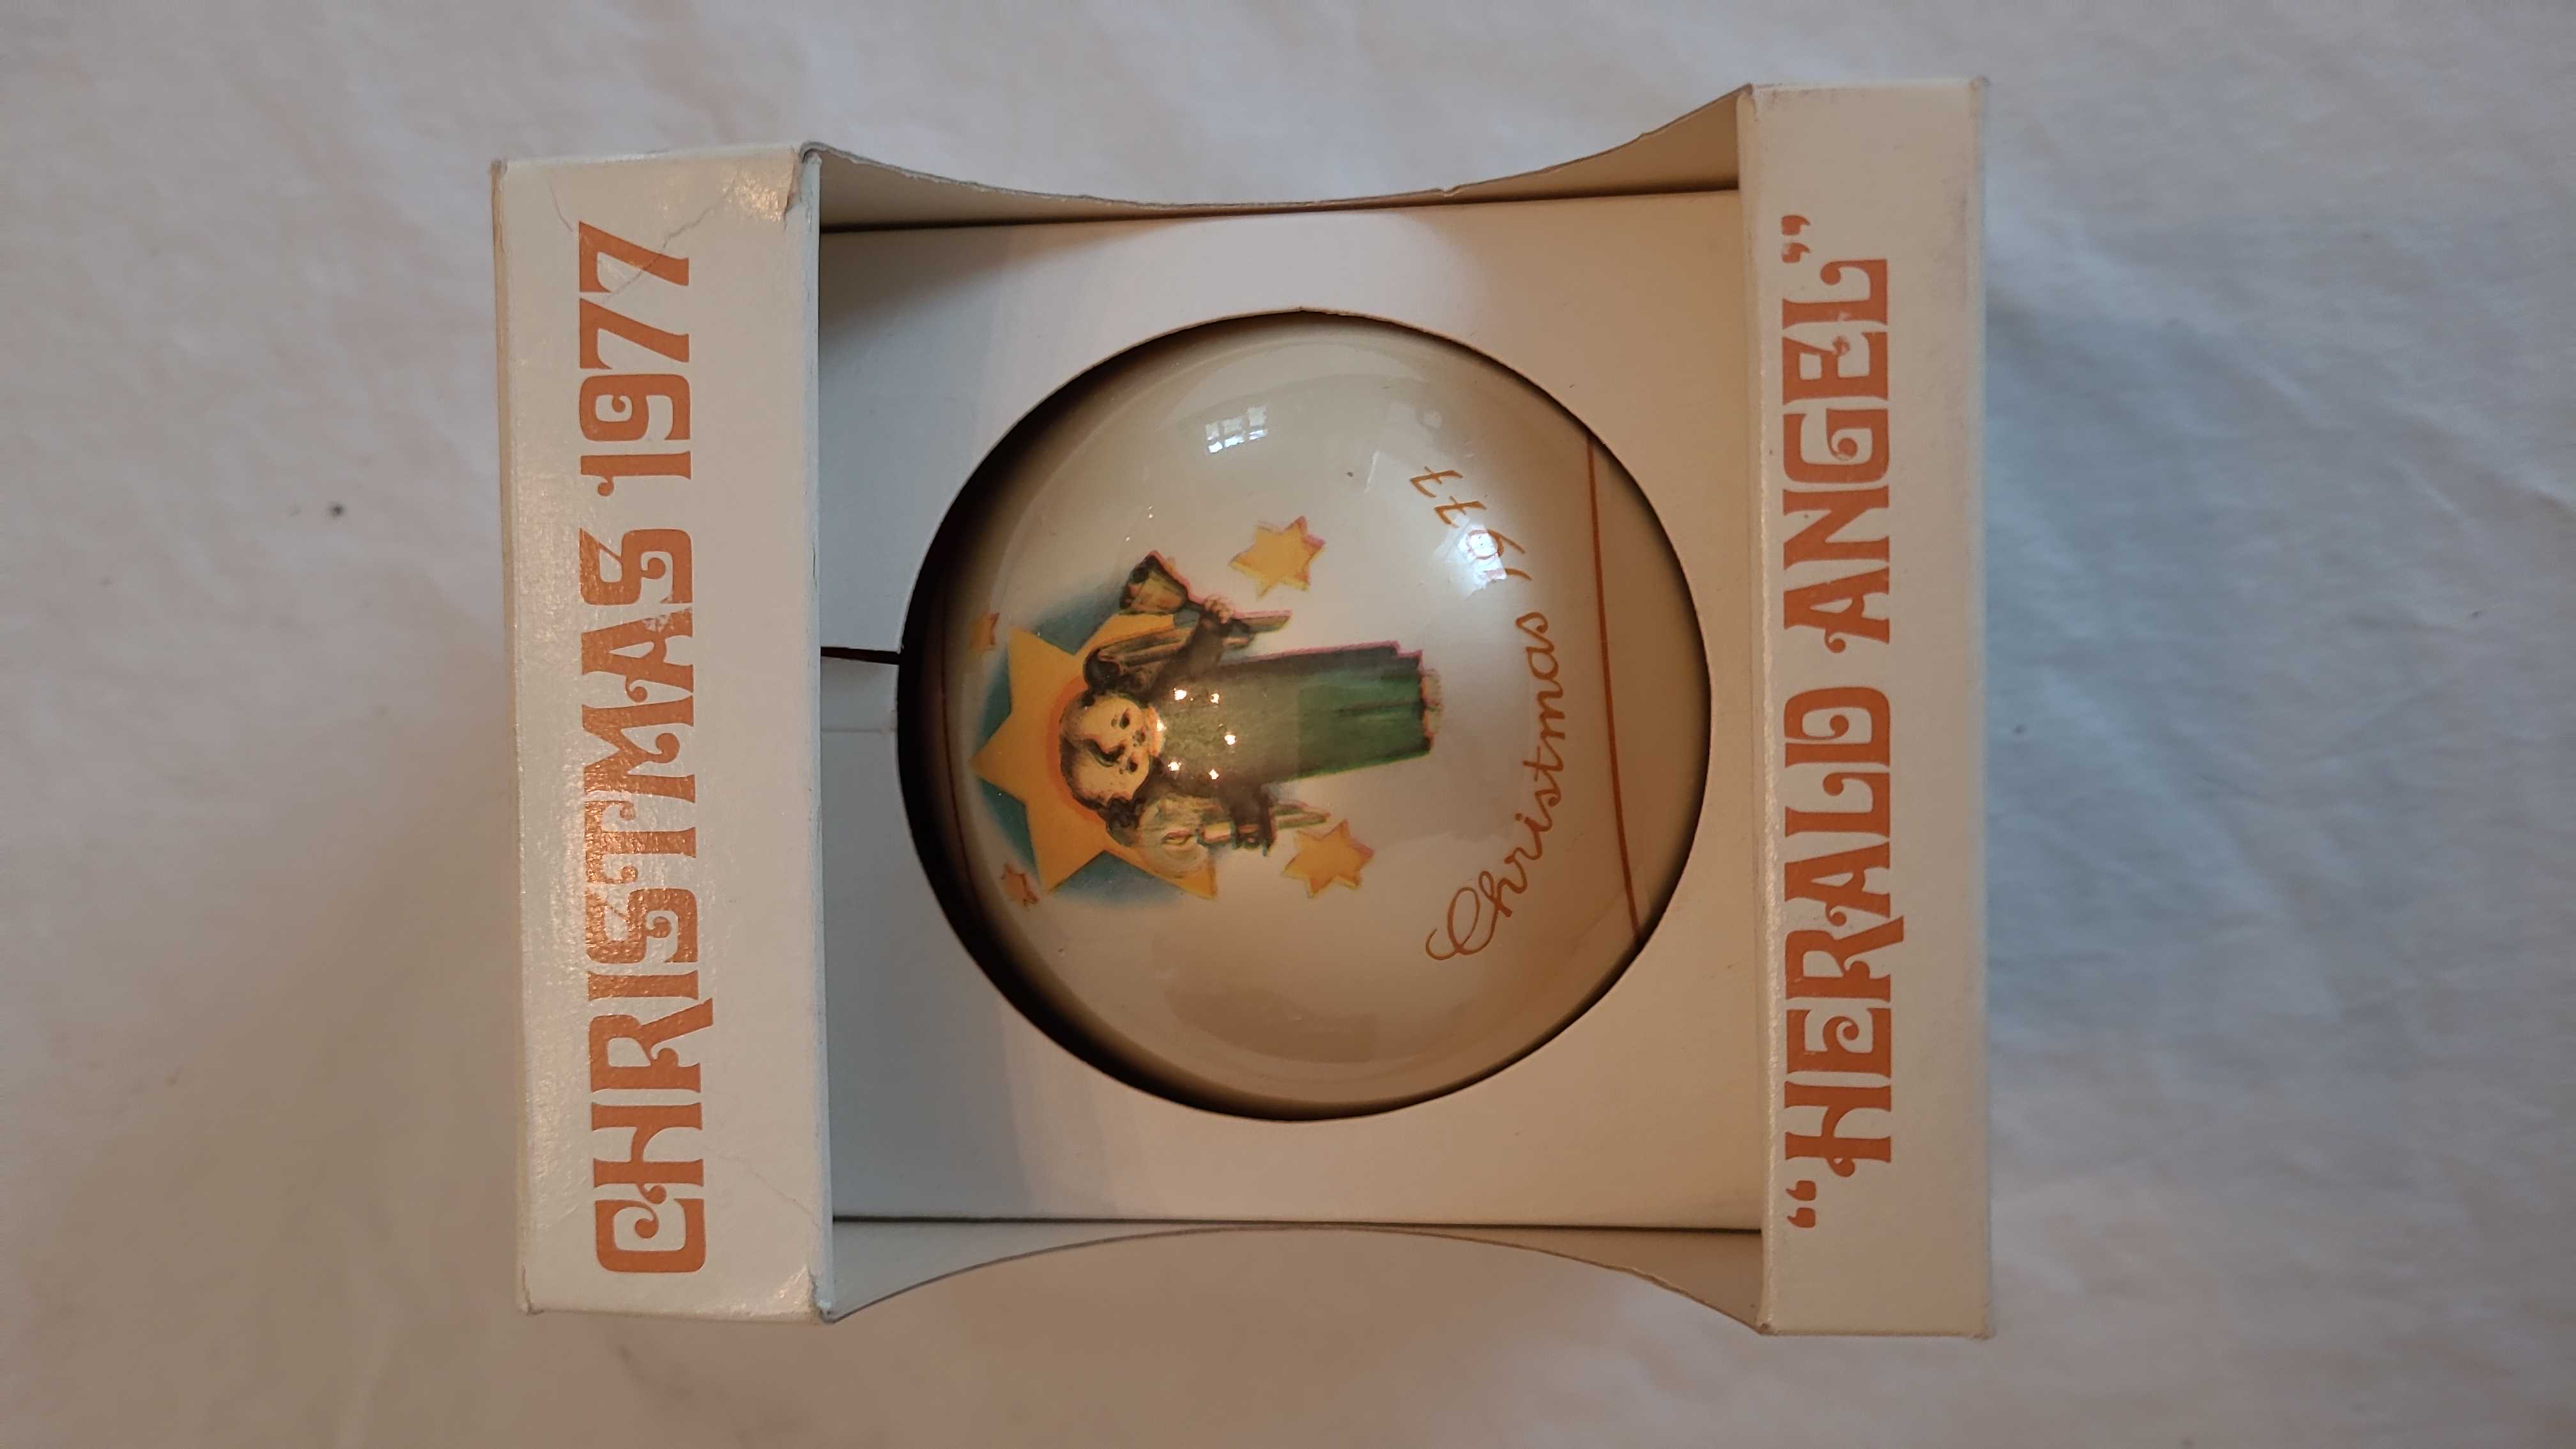 CHRISTMAS 1977
Christmas 1977
“HERALD ANGEL”